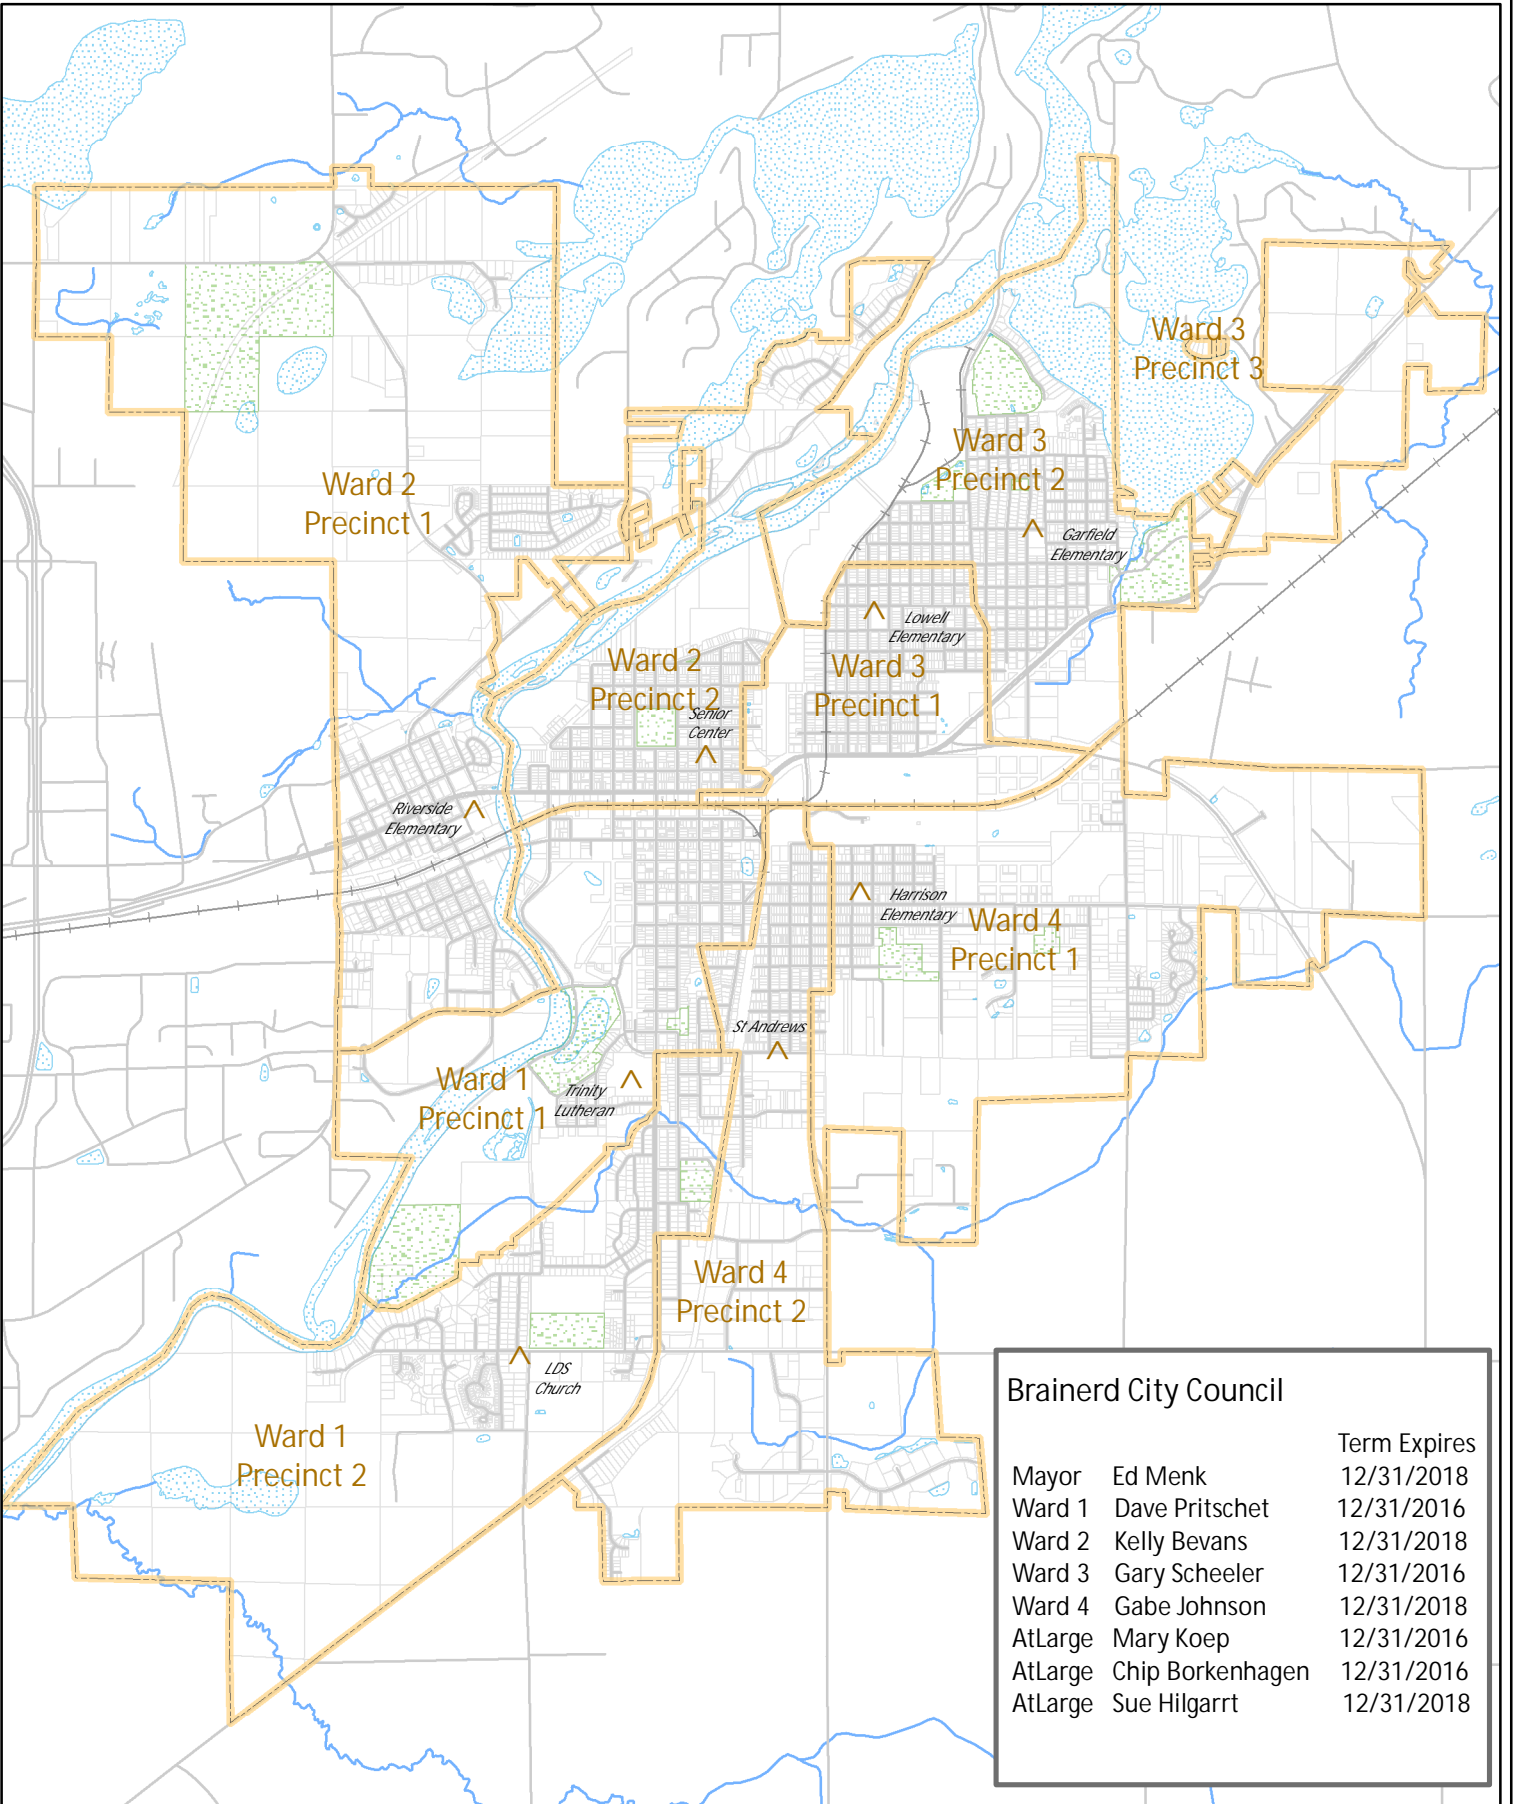 Ward 3
Precinct 3
Ward 3
Precinct 2
Ward 2
Precinct 1
Garfield
Elementary
Lowell
Elementary
Ward 2
Precinct 2
Ward 3
Precinct 1
Senior
Center
Riverside
Elementary
Harrison
Elementary
Ward 4
Precinct 1
St Andrews
Ward 1
Precinct 1
Trinity
Lutheran
Ward 4
Precinct 2
LDS
Church
Ward 1
Precinct 2
Brainerd City Council
Term Expires
Mayor Ed Menk 12/31/2018
Ward 1 Dave Pritschet 12/31/2016
Ward 2 Kelly Bevans 12/31/2018
Ward 3 Gary Scheeler 12/31/2016
Ward 4 Gabe Johnson 12/31/2018
AtLarge Mary Koep 12/31/2016
AtLarge Chip Borkenhagen 12/31/2016
AtLarge Sue Hilgarrt 12/31/2018